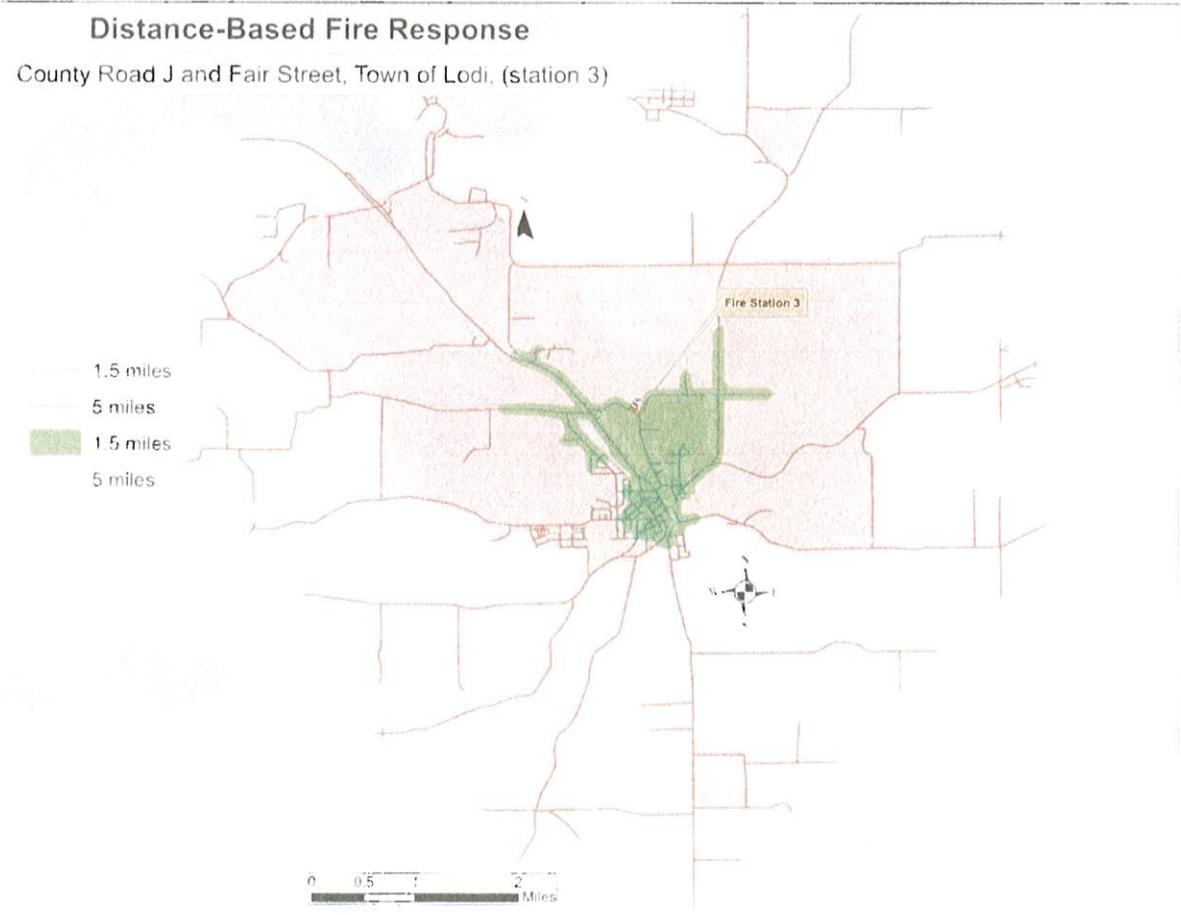 Distance-Based Fire Response
County Road J and Fair Street, Town of Lodi, (station 3)
Fire Station 3
1.5 miles
5 miles
1.5 miles
5 miles
N
W E
0 0.5 1 2
Miles